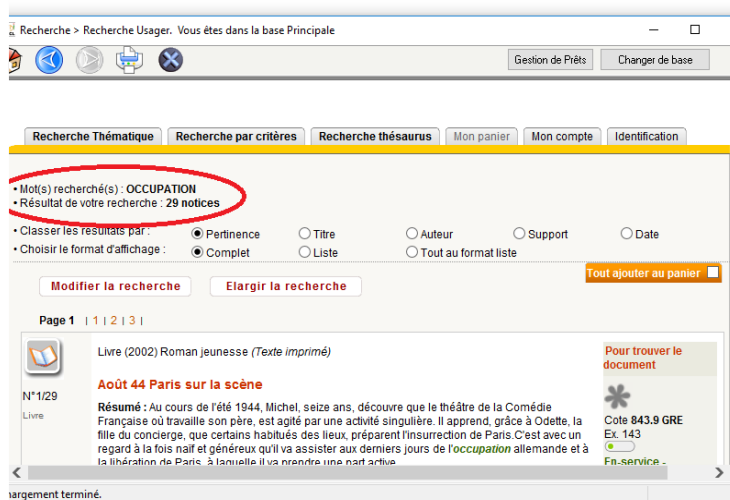 Recherche > Recherche Usager. Vous êtes dans la base Principale
Gestion de Prêts Changer de base
Recherche Thématique Recherche par critères Recherche thésaurus Mon panier Mon compte Identification
• Mot(s) recherché(s) : OCCUPATION
• Résultat de votre recherche : 29 notices
• Classer les résultats par : Pertinence Titre Auteur Support Date
• Choisir le format d'affichage : Complet Liste Tout au format liste
Tout ajouter au panier
Modifier la recherche Elargir la recherche
Page 1 | 1 | 2 | 3 |
Livre (2002) Roman jeunesse (Texte imprimé)
Pour trouver le document
Août 44 Paris sur la scène
N°1/29
Livre
Résumé : Au cours de l'été 1944, Michel, seize ans, découvre que le théâtre de la Comédie
Française où travaille son père, est agité par une activité singulière. Il apprend, grâce à Odette, la
fille du concierge, que certains habitués des lieux, préparent l'insurrection de Paris.C'est avec un
regard à la fois naïf et généreux qu'il va assister aux derniers jours de l'occupation allemande et à
la libération de Paris, à laquelle il va prendre une part active.
Cote 843.9 GRE
Ex. 143
En-service -
hargement terminé.